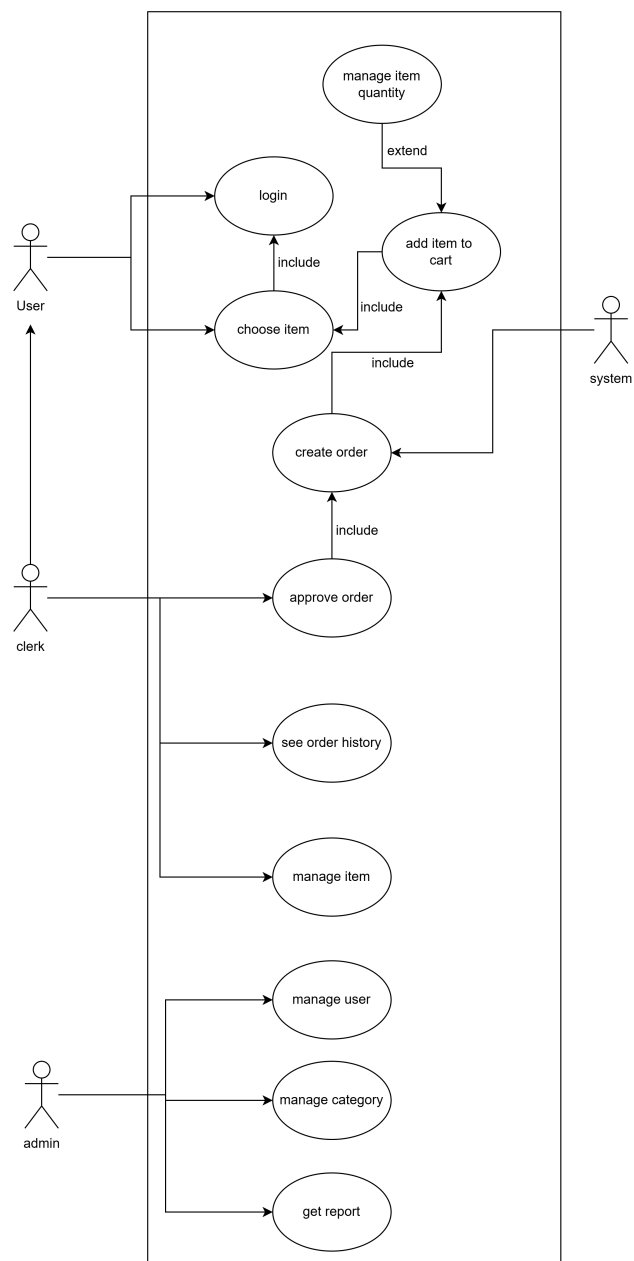 manage item
quantity
extend
login
add item to
cart
include
User
include
choose item
include
system
create order
include
approve order
clerk
see order history
manage item
manage user
manage category
admin
get report